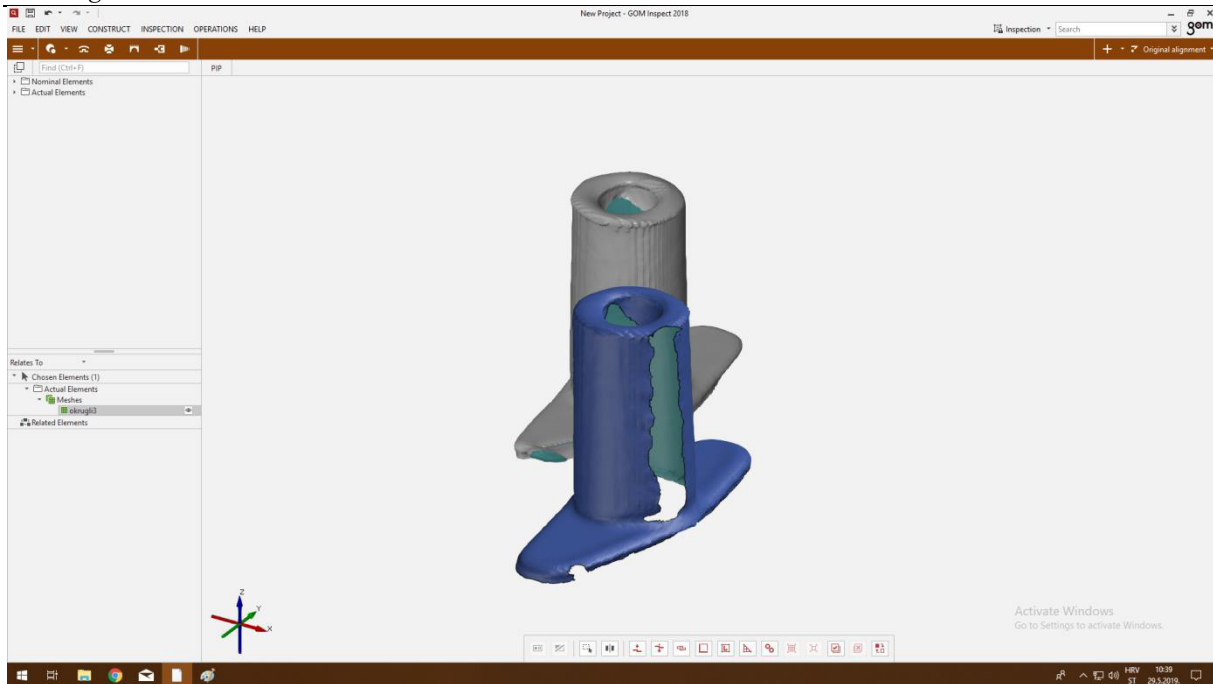 New Project - GOM Inspect 2018
FILE EDIT VIEW CONSTRUCT INSPECTION OPERATIONS HELP
Inspection
Search
gom
Original alignment
Find (Ctrl+F)
PIP
Nominal Elements
Actual Elements
Relates To
Chosen Elements (1)
Actual Elements
Meshes
okrugli3
Related Elements
Z
Y
X
Activate Windows
Go to Settings to activate Windows.
HRV 10:39
ST 29.5.2019.